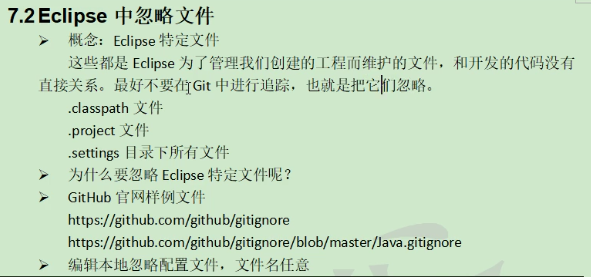 7.2 Eclipse 中忽略文件
➢ 概念：Eclipse 特定文件
这些都是 Eclipse 为了管理我们创建的工程而维护的文件，和开发的代码没有
直接关系。最好不要在 Git 中进行追踪，也就是把它们忽略。
.classpath 文件
.project 文件
.settings 目录下所有文件
➢ 为什么要忽略 Eclipse 特定文件呢？
➢ GitHub 官网样例文件
https://github.com/github/gitignore
https://github.com/github/gitignore/blob/master/Java.gitignore
➢ 编辑本地忽略配置文件，文件名任意